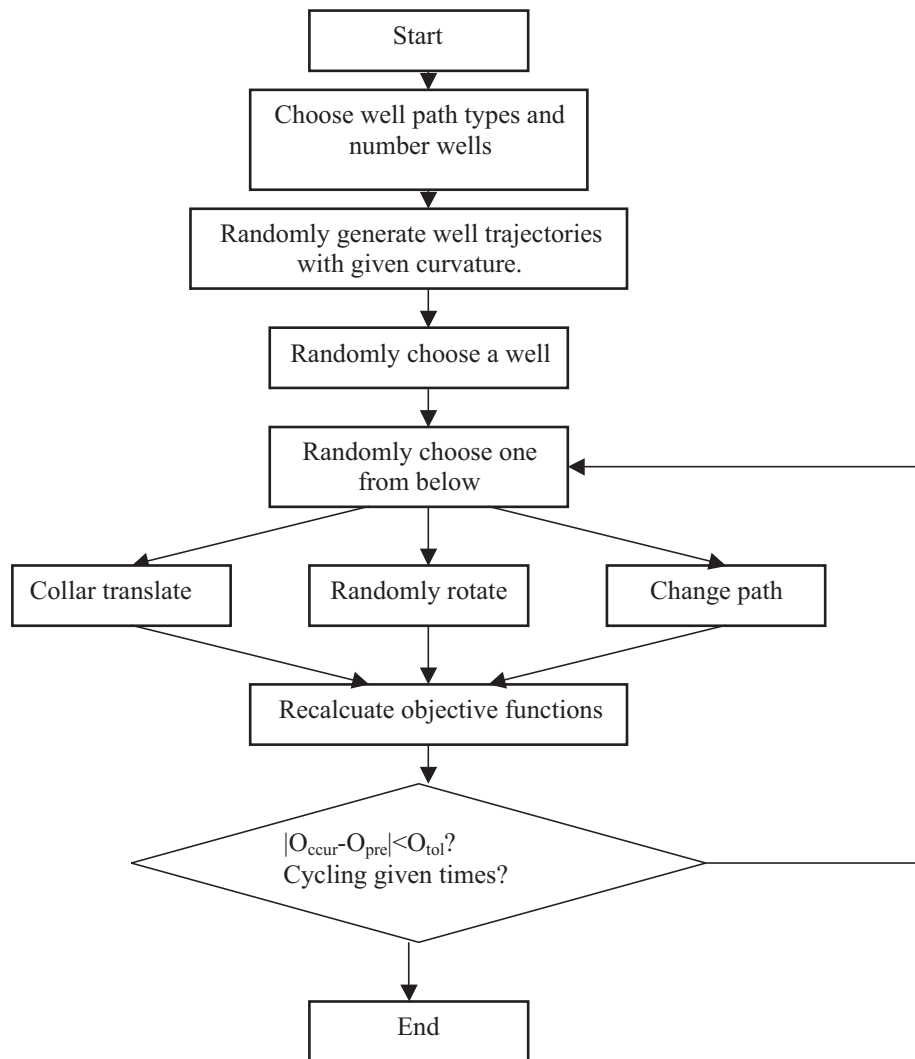 Start
Choose well path types and
number wells
Randomly generate well trajectories
with given curvature.
Randomly choose a well
Randomly choose one
from below
Collar translate
Randomly rotate
Change path
Recalcuate objective functions
|Occur-Opre|<Otol?
Cycling given times?
End